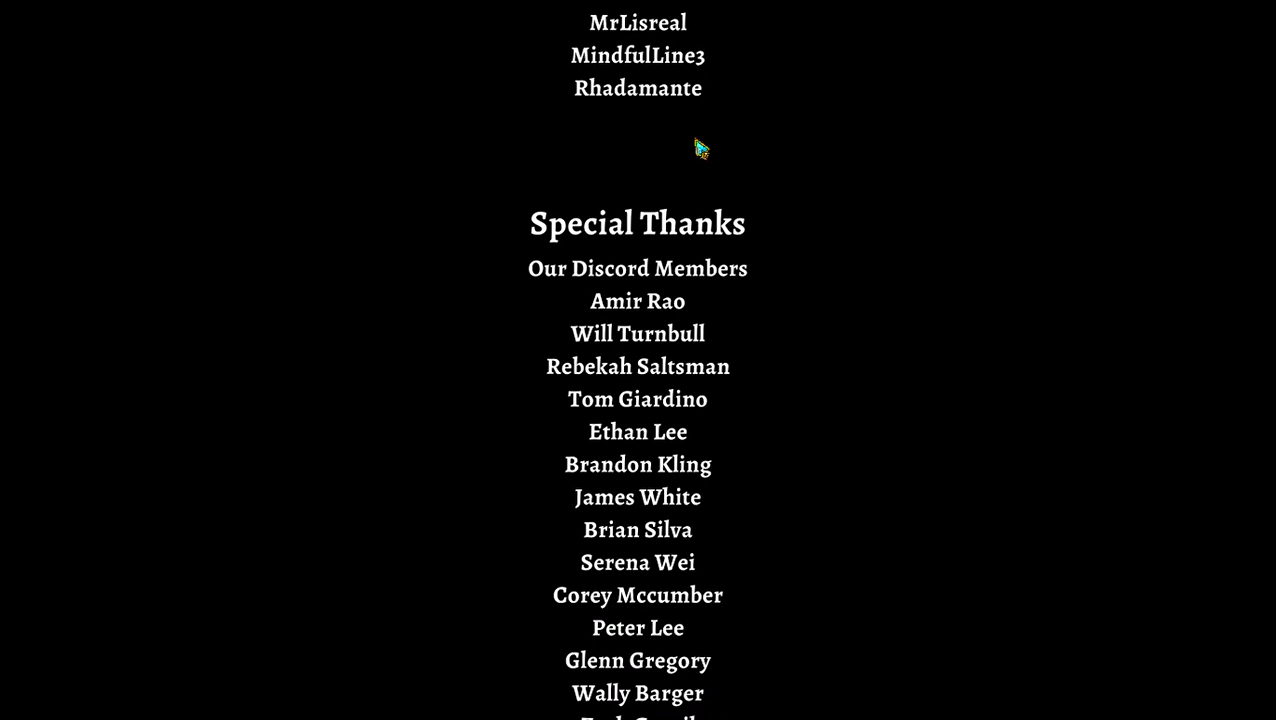 MrLisreal
MindfulLine3
Rhadamante
Special Thanks
Our Discord Members
Amir Rao
Will Turnbull
Rebekah Saltsman
Tom Giardino
Ethan Lee
Brandon Kling
James White
Brian Silva
Serena Wei
Corey Mccumber
Peter Lee
Glenn Gregory
Wally Barger